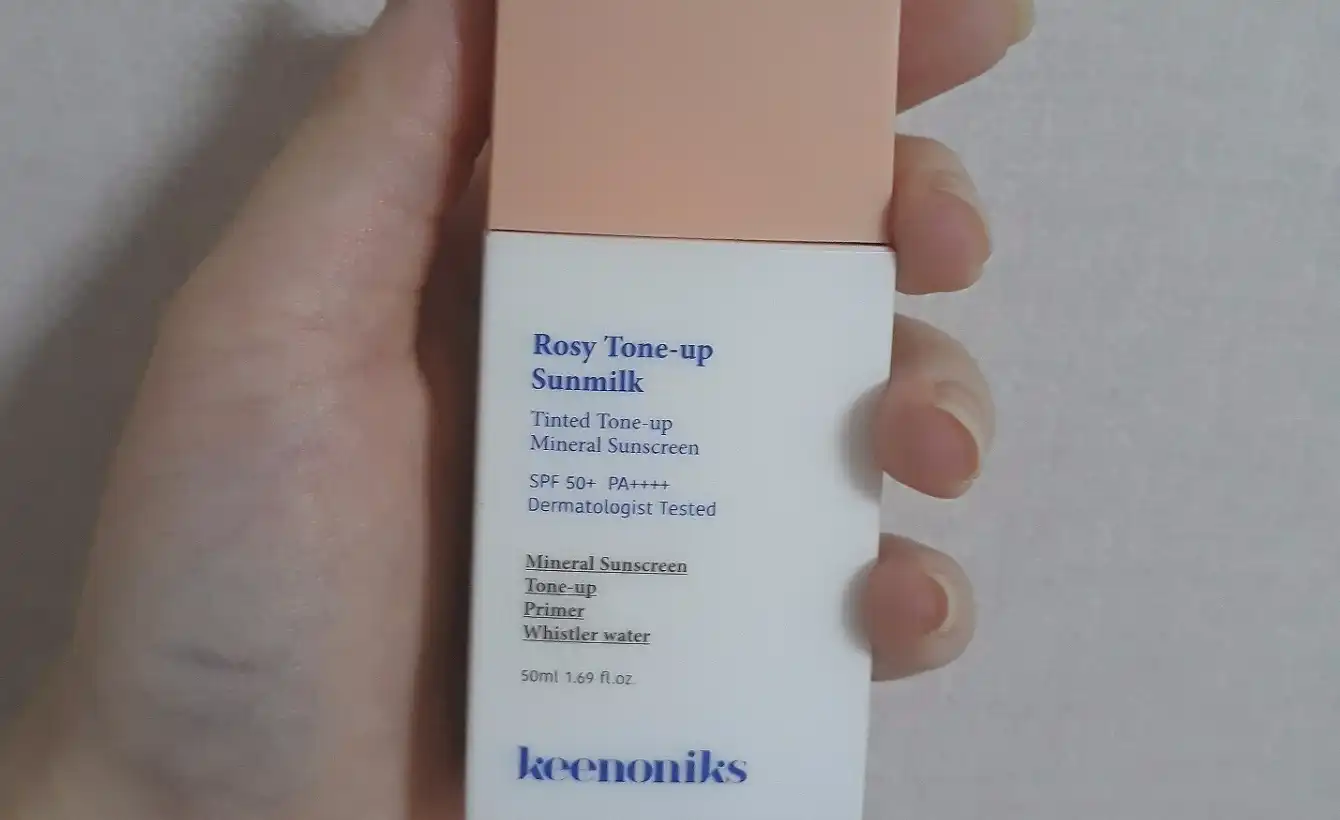 Rosy Tone-up
Sunmilk
Tinted Tone-up
Mineral Sunscreen
SPF 50+ PA++++
Dermatologist Tested
Mineral Sunscreen
Tone-up
Primer
Whistler water
50ml 1.69 fl.oz.
keenoniks